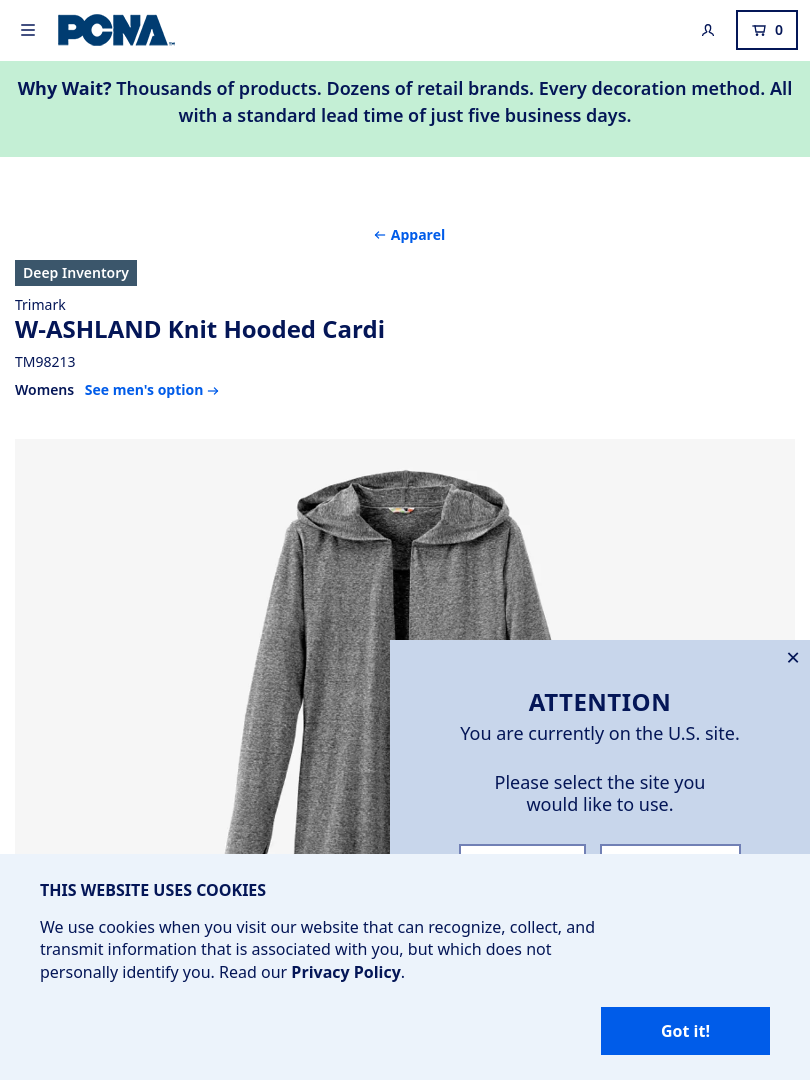 PCNA™
0
Why Wait? Thousands of products. Dozens of retail brands. Every decoration method. All
with a standard lead time of just five business days.
← Apparel
Deep Inventory
Trimark
W-ASHLAND Knit Hooded Cardi
TM98213
Womens See men's option →
ATTENTION
You are currently on the U.S. site.
Please select the site you
would like to use.
THIS WEBSITE USES COOKIES
We use cookies when you visit our website that can recognize, collect, and
transmit information that is associated with you, but which does not
personally identify you. Read our Privacy Policy.
Got it!